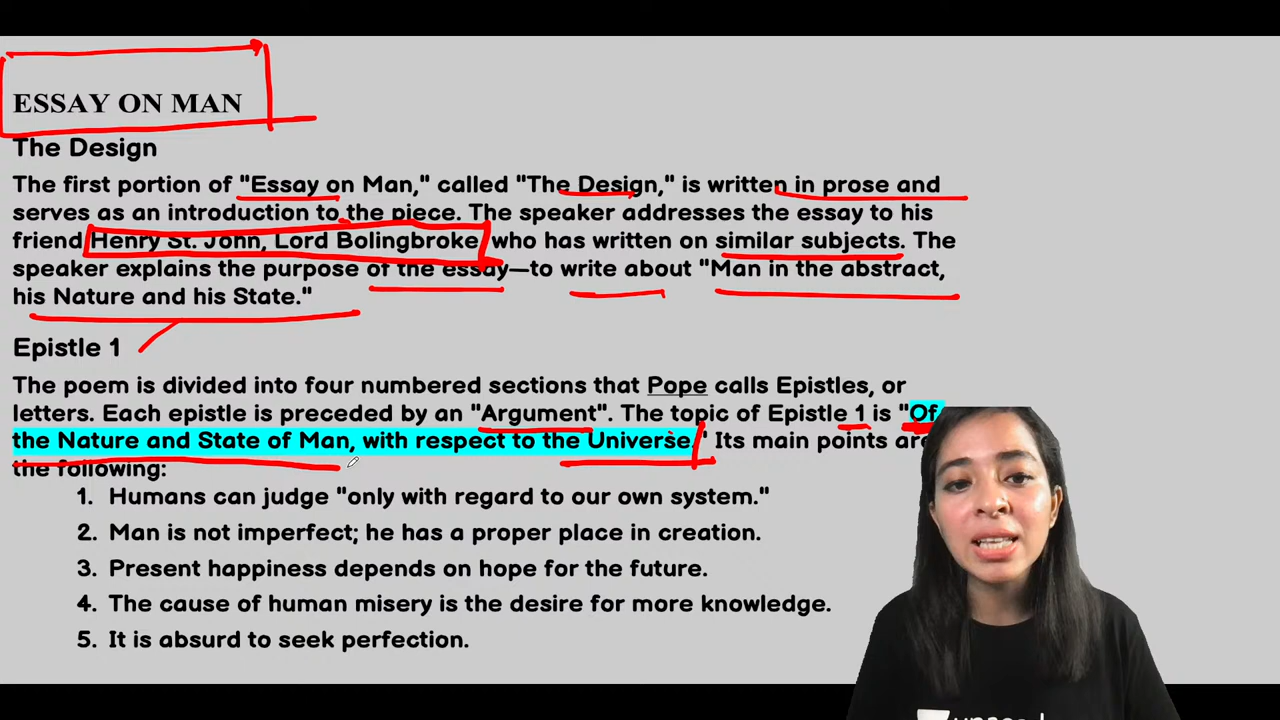 ESSAY ON MAN
The Design
The first portion of "Essay on Man," called "The Design," is written in prose and
serves as an introduction to the piece. The speaker addresses the essay to his
friend Henry St. John, Lord Bolingbroke, who has written on similar subjects. The
speaker explains the purpose of the essay—to write about "Man in the abstract,
his Nature and his State."
Epistle 1
The poem is divided into four numbered sections that Pope calls Epistles, or
letters. Each epistle is preceded by an "Argument". The topic of Epistle 1 is "Of
the Nature and State of Man, with respect to the Universe." Its main points are
the following:
1. Humans can judge "only with regard to our own system."
2. Man is not imperfect; he has a proper place in creation.
3. Present happiness depends on hope for the future.
4. The cause of human misery is the desire for more knowledge.
5. It is absurd to seek perfection.